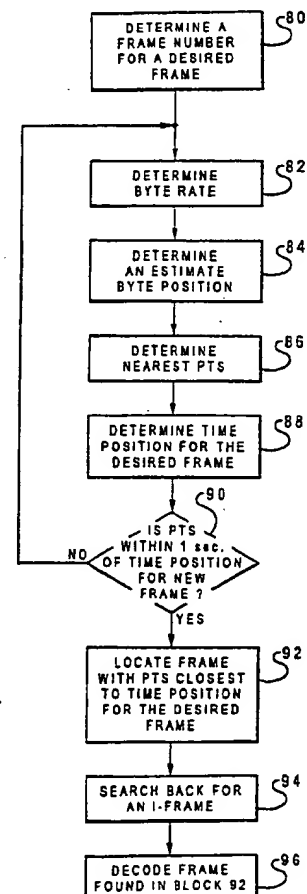 80
DETERMINE A
FRAME NUMBER
FOR A DESIRED
FRAME
82
DETERMINE
BYTE RATE
84
DETERMINE
AN ESTIMATE
BYTE POSITION
86
DETERMINE
NEAREST PTS
88
DETERMINE TIME
POSITION FOR THE
DESIRED FRAME
90
IS PTS
WITHIN 1 sec.
OF TIME POSITION
FOR NEW
FRAME ?
NO
YES
92
LOCATE FRAME
WITH PTS CLOSEST
TO TIME POSITION
FOR THE DESIRED
FRAME
94
SEARCH BACK FOR
AN I-FRAME
96
DECODE FRAME
FOUND IN BLOCK 92